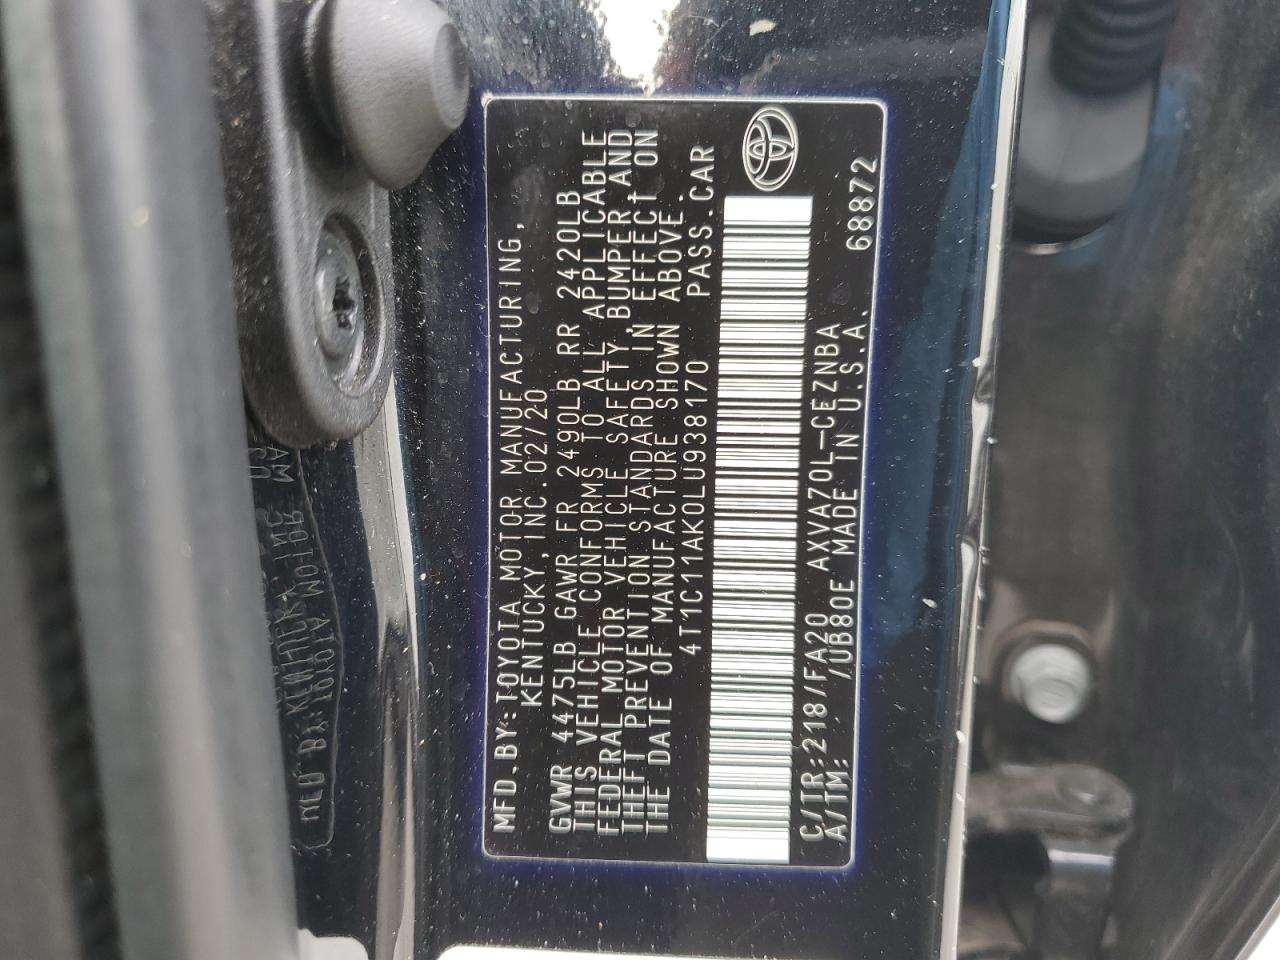 MFD.BY:TOYOTA MOTOR MANUFACTURING,
KENTUCKY,INC.02/20
GVWR 4475LB GAWR FR 2490LB RR 2420LB
THIS VEHICLE CONFORMS TO ALL APPLICABLE
FEDERAL MOTOR VEHICLE SAFETY,BUMPER AND
THEFT PREVENTION STANDARDS IN EFFECT ON
THE DATE OF MANUFACTURE SHOWN ABOVE.
4T1C11AK0LU938170 PASS.CAR
C/TR:218/FA20 AXVA70L-CEZNBA
A/TM: /UB80E MADE IN U.S.A. 68872